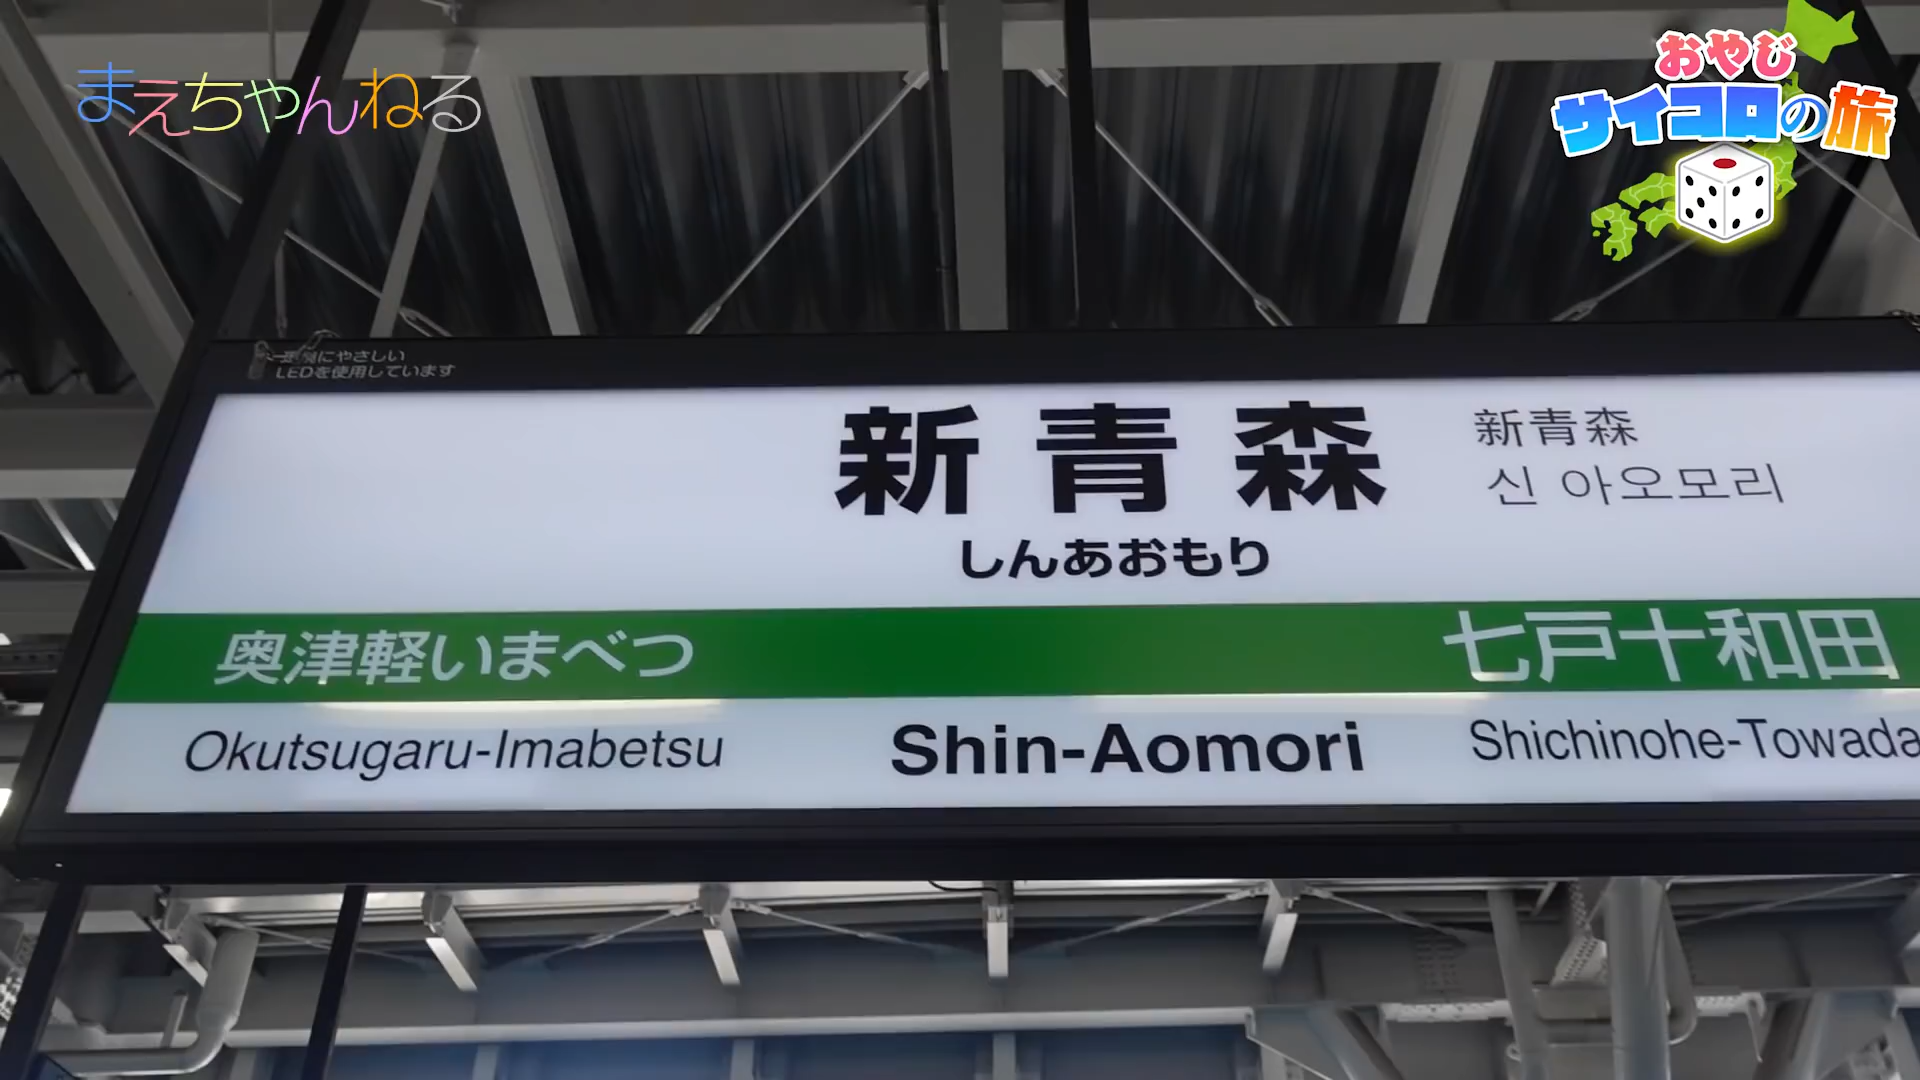 まえちゃんねる
おやじ
サイコロの旅
にやさしい
LEDを使用しています
新青森
新青森
신 아오모리
しんあおもり
奥津軽いまべつ
七戸十和田
Okutsugaru-Imabetsu
Shin-Aomori
Shichinohe-Towada